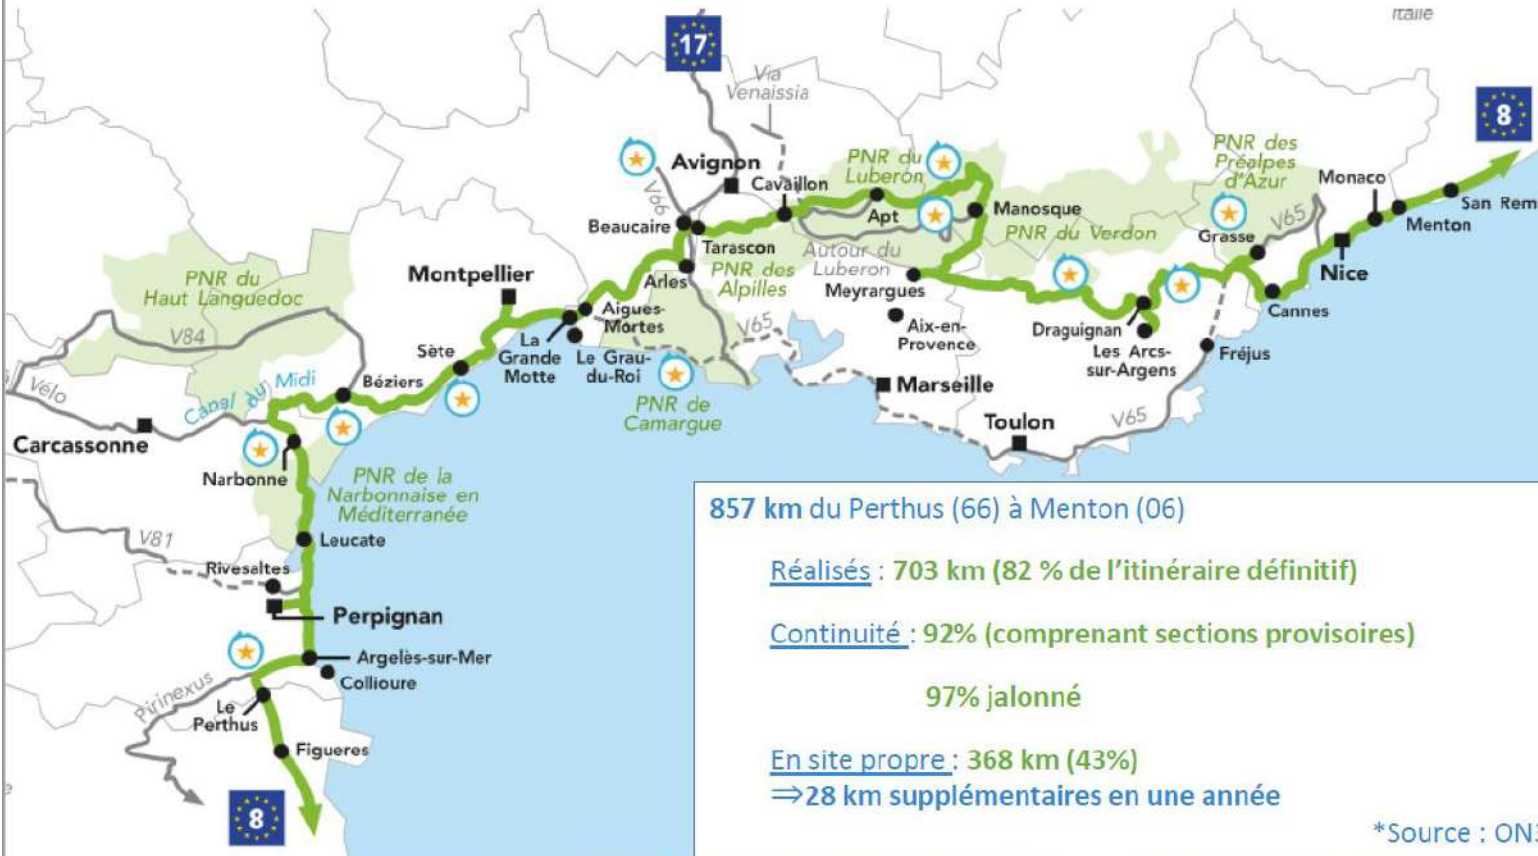 Italie
17
Via
Venaissia
8
PNR des
Préalpes
d'Azur
PNR du
Luberon
Avignon
Cavaillon
Monaco
San Rem
Menton
V66
V65
Beaucaire
Apt
Manosque
Grasse
PNR du Verdon
Tarascon
Autour du
Luberon
Nice
PNR du
Haut Languedoc
Montpellier
Arles
PNR des
Alpilles
Meyrargues
Cannes
Aigues-
Mortes
V65
Aix-en-
Provence
Draguignan
Les Arcs-
sur-Argens
Fréjus
V84
La
Grande
Motte
Le Grau-
du-Roi
Sète
Vélo
Canal du Midi
Béziers
Marseille
PNR de
Camargue
Toulon
V65
Carcassonne
Narbonne
PNR de la
Narbonnaise en
Méditerranée
V81
Leucate
Rivesaltes
Perpignan
Argelès-sur-Mer
Collioure
Pirinexus
Le
Perthus
Figueres
8
857 km du Perthus (66) à Menton (06)
Réalisés : 703 km (82 % de l'itinéraire définitif)
Continuité : 92% (comprenant sections provisoires)
97% jalonné
En site propre : 368 km (43%)
⇒28 km supplémentaires en une année
*Source : ON3